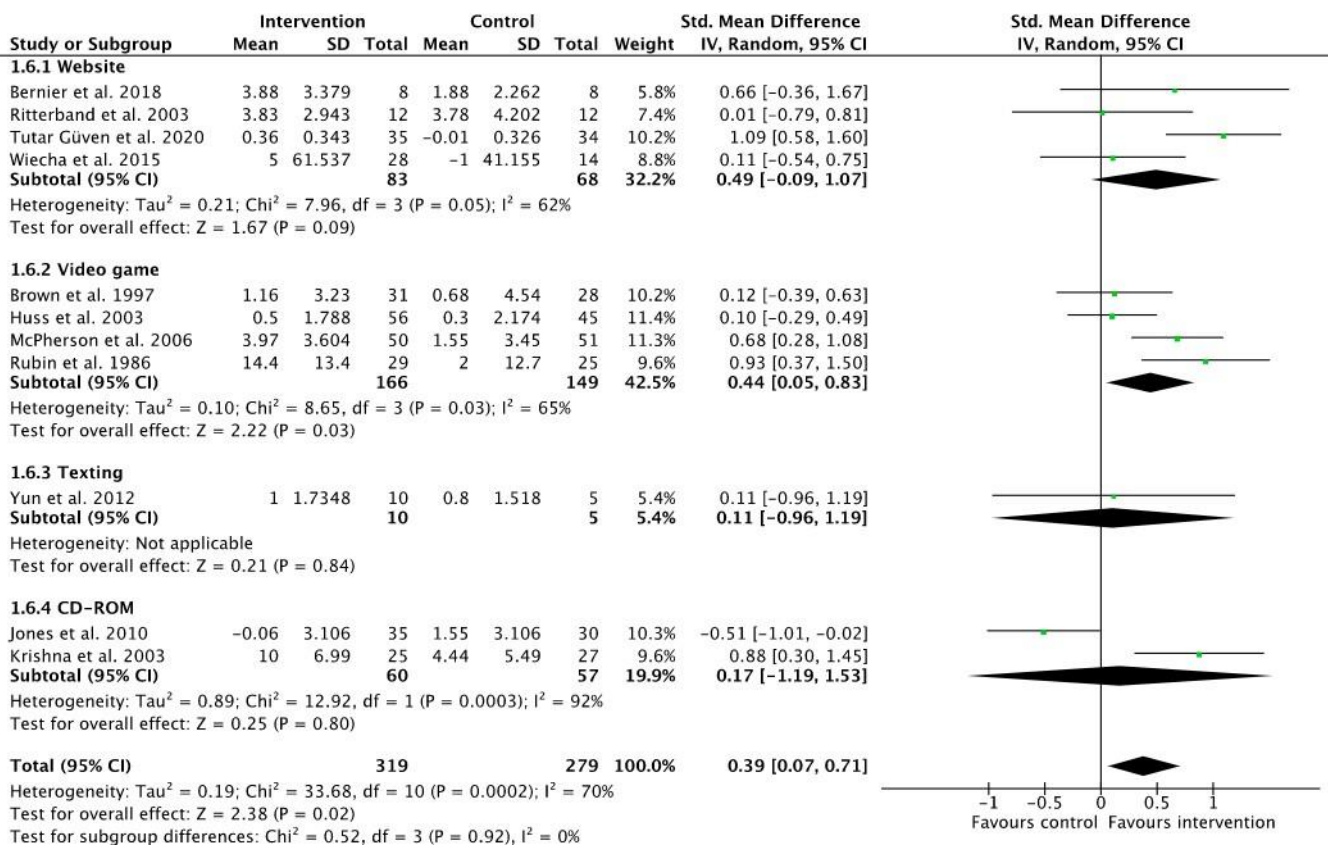 Intervention Control Std. Mean Difference Std. Mean Difference
Study or Subgroup Mean SD Total Mean SD Total Weight IV, Random, 95% CI IV, Random, 95% CI
1.6.1 Website
Bernier et al. 2018 3.88 3.379 8 1.88 2.262 8 5.8% 0.66 [-0.36, 1.67]
Ritterband et al. 2003 3.83 2.943 12 3.78 4.202 12 7.4% 0.01 [-0.79, 0.81]
Tutar Güven et al. 2020 0.36 0.343 35 -0.01 0.326 34 10.2% 1.09 [0.58, 1.60]
Wiecha et al. 2015 5 61.537 28 -1 41.155 14 8.8% 0.11 [-0.54, 0.75]
Subtotal (95% CI) 83 68 32.2% 0.49 [-0.09, 1.07]
Heterogeneity: Tau² = 0.21; Chi² = 7.96, df = 3 (P = 0.05); I² = 62%
Test for overall effect: Z = 1.67 (P = 0.09)
1.6.2 Video game
Brown et al. 1997 1.16 3.23 31 0.68 4.54 28 10.2% 0.12 [-0.39, 0.63]
Huss et al. 2003 0.5 1.788 56 0.3 2.174 45 11.4% 0.10 [-0.29, 0.49]
McPherson et al. 2006 3.97 3.604 50 1.55 3.45 51 11.3% 0.68 [0.28, 1.08]
Rubin et al. 1986 14.4 13.4 29 2 12.7 25 9.6% 0.93 [0.37, 1.50]
Subtotal (95% CI) 166 149 42.5% 0.44 [0.05, 0.83]
Heterogeneity: Tau² = 0.10; Chi² = 8.65, df = 3 (P = 0.03); I² = 65%
Test for overall effect: Z = 2.22 (P = 0.03)
1.6.3 Texting
Yun et al. 2012 1 1.7348 10 0.8 1.518 5 5.4% 0.11 [-0.96, 1.19]
Subtotal (95% CI) 10 5 5.4% 0.11 [-0.96, 1.19]
Heterogeneity: Not applicable
Test for overall effect: Z = 0.21 (P = 0.84)
1.6.4 CD-ROM
Jones et al. 2010 -0.06 3.106 35 1.55 3.106 30 10.3% -0.51 [-1.01, -0.02]
Krishna et al. 2003 10 6.99 25 4.44 5.49 27 9.6% 0.88 [0.30, 1.45]
Subtotal (95% CI) 60 57 19.9% 0.17 [-1.19, 1.53]
Heterogeneity: Tau² = 0.89; Chi² = 12.92, df = 1 (P = 0.0003); I² = 92%
Test for overall effect: Z = 0.25 (P = 0.80)
Total (95% CI) 319 279 100.0% 0.39 [0.07, 0.71]
Heterogeneity: Tau² = 0.19; Chi² = 33.68, df = 10 (P = 0.0002); I² = 70%
Test for overall effect: Z = 2.38 (P = 0.02)
Test for subgroup differences: Chi² = 0.52, df = 3 (P = 0.92), I² = 0%
-1 -0.5 0 0.5 1
Favours control Favours intervention